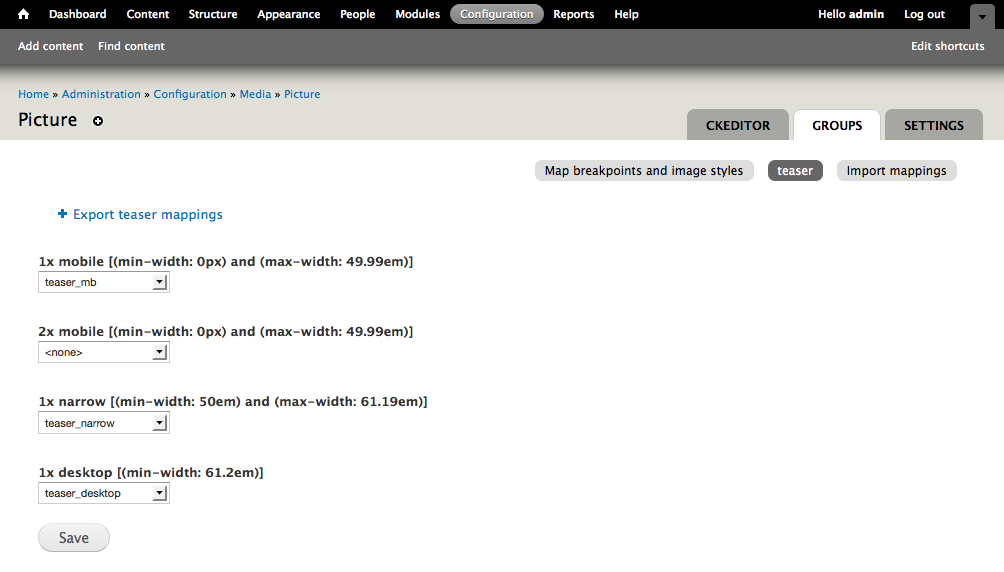 Dashboard Content Structure Appearance People Modules Configuration Reports Help Hello admin Log out
Add content Find content Edit shortcuts
Home » Administration » Configuration » Media » Picture
Picture
CKEDITOR GROUPS SETTINGS
Map breakpoints and image styles teaser Import mappings
Export teaser mappings
1x mobile [(min-width: 0px) and (max-width: 49.99em)]
teaser_mb
2x mobile [(min-width: 0px) and (max-width: 49.99em)]
<none>
1x narrow [(min-width: 50em) and (max-width: 61.19em)]
teaser_narrow
1x desktop [(min-width: 61.2em)]
teaser_desktop
Save